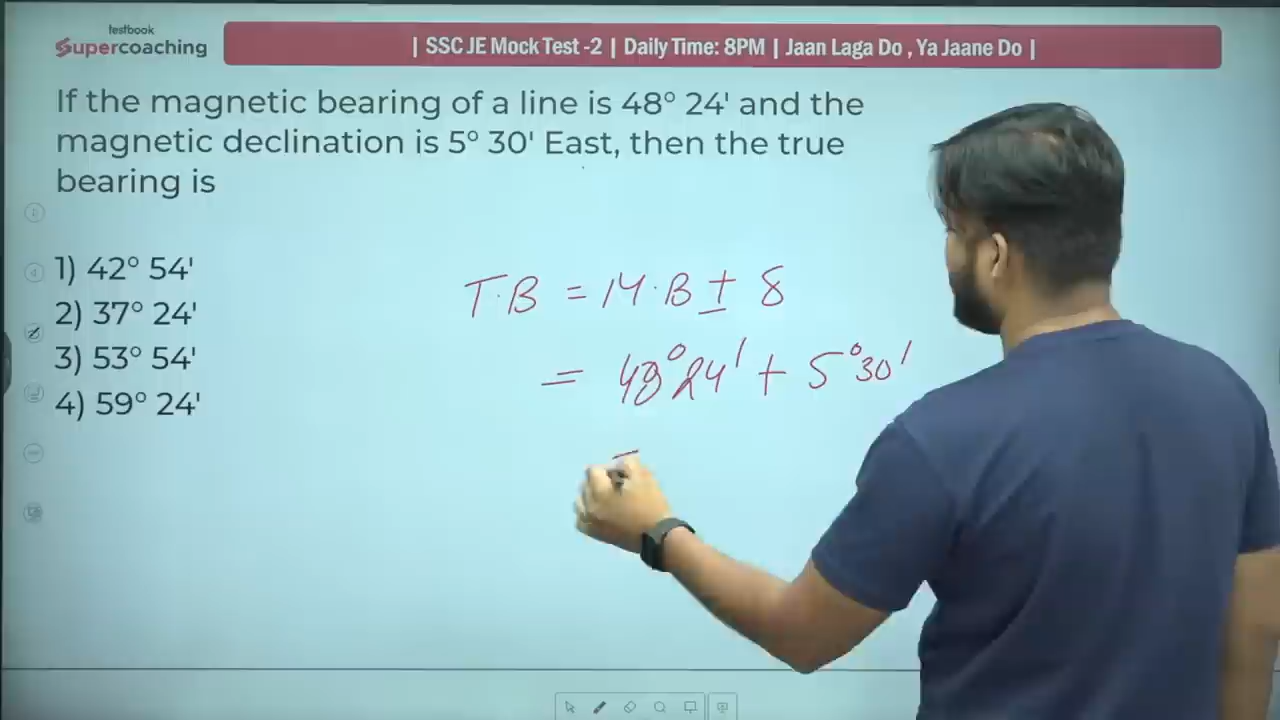 testbook
Supercoaching
| SSC JE Mock Test -2 | Daily Time: 8PM | Jaan Laga Do , Ya Jaane Do |
If the magnetic bearing of a line is 48° 24' and the
magnetic declination is 5° 30' East, then the true
bearing is
1) 42° 54'
2) 37° 24'
3) 53° 54'
4) 59° 24'
T.B = M.B ± δ
= 48°24' + 5°30'